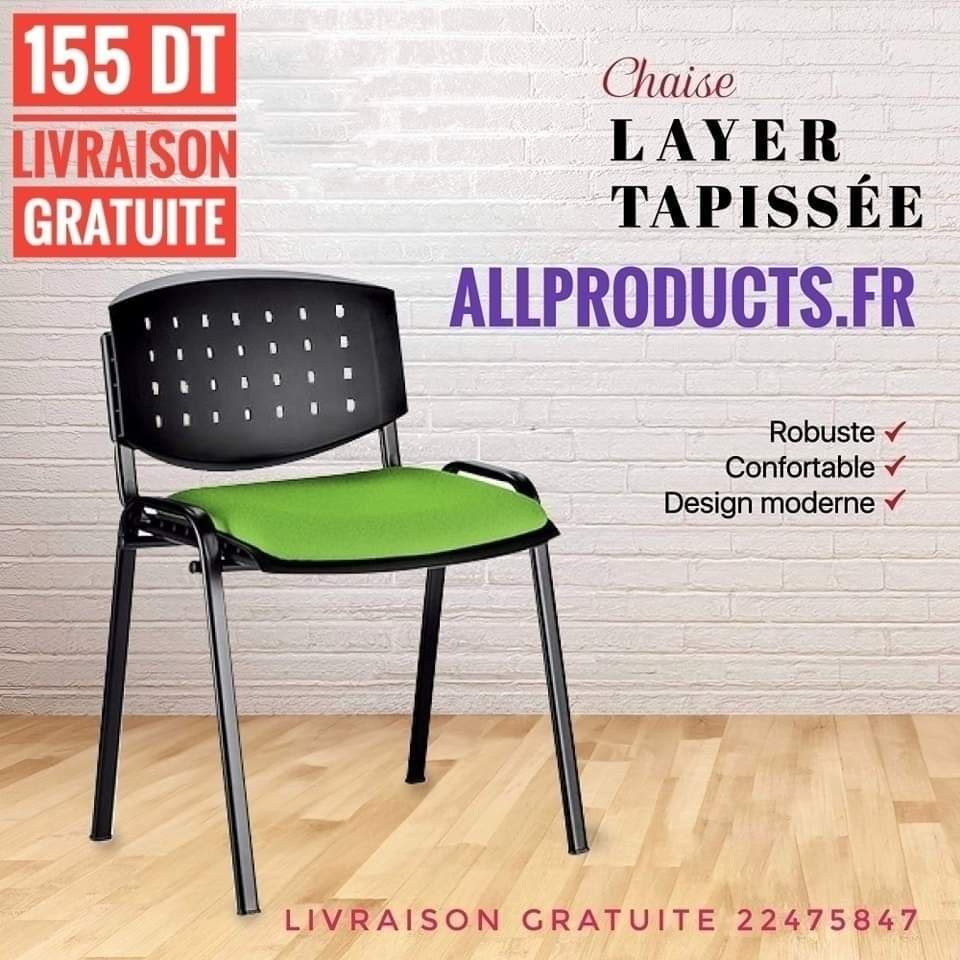 155 DT
LIVRAISON
GRATUITE
Chaise
LAYER
TAPISSÉE
ALLPRODUCTS.FR
Robuste ✓
Confortable ✓
Design moderne ✓
LIVRAISON GRATUITE 22475847